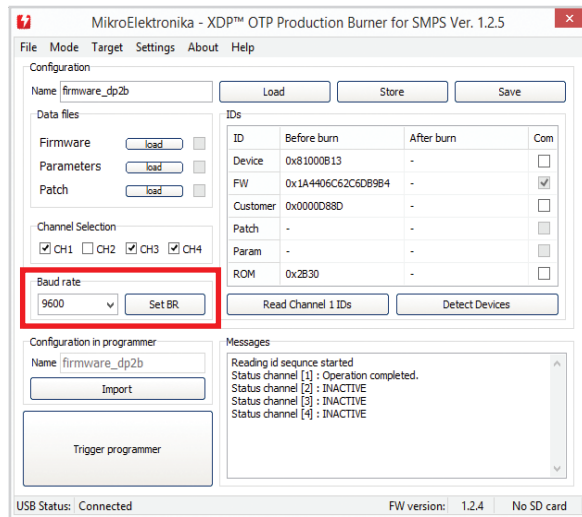 MikroElektronika - XDP™ OTP Production Burner for SMPS Ver. 1.2.5
File Mode Target Settings About Help
Configuration
Name firmware_dp2b Load Store Save
Data files
Firmware load
Parameters load
Patch load
Channel Selection
CH1 CH2 CH3 CH4
Baud rate
9600 Set BR
IDs
ID Before burn After burn Com
Device 0x81000B13 -
FW 0x1A4406C62C6DB9B4 -
Customer 0x0000D88D -
Patch - -
Param - -
ROM 0x2B30 -
Read Channel 1 IDs Detect Devices
Configuration in programmer
Name firmware_dp2b
Import
Trigger programmer
Messages
Reading id sequnce started
Status channel [1] : Operation completed.
Status channel [2] : INACTIVE
Status channel [3] : INACTIVE
Status channel [4] : INACTIVE
USB Status: Connected FW version: 1.2.4 No SD card